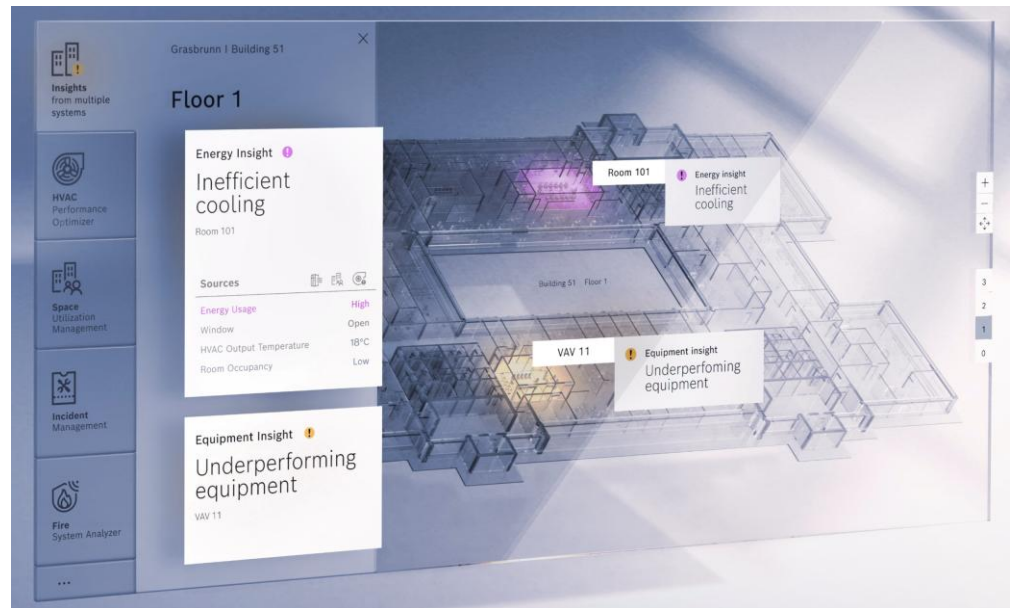 Insights
from multiple
systems
HVAC
Performance
Optimizer
Space
Utilization
Management
Incident
Management
Fire
System Analyzer
...
Grasbrunn I Building 51
Floor 1
Energy Insight
Inefficient
cooling
Room 101
Sources
Energy Usage High
Window Open
HVAC Output Temperature 18°C
Room Occupancy Low
Equipment Insight
Underperforming
equipment
VAV 11
Room 101
Energy insight
Inefficient
cooling
Building 51 Floor 1
VAV 11
Equipment insight
Underperfoming
equipment
3
2
1
0